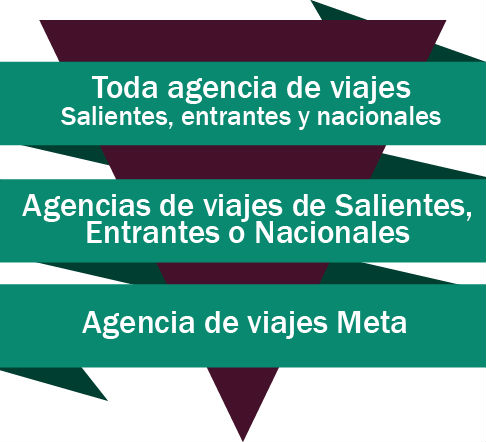 Toda agencia de viajes
Salientes, entrantes y nacionales
Agencias de viajes de Salientes,
Entrantes o Nacionales
Agencia de viajes Meta